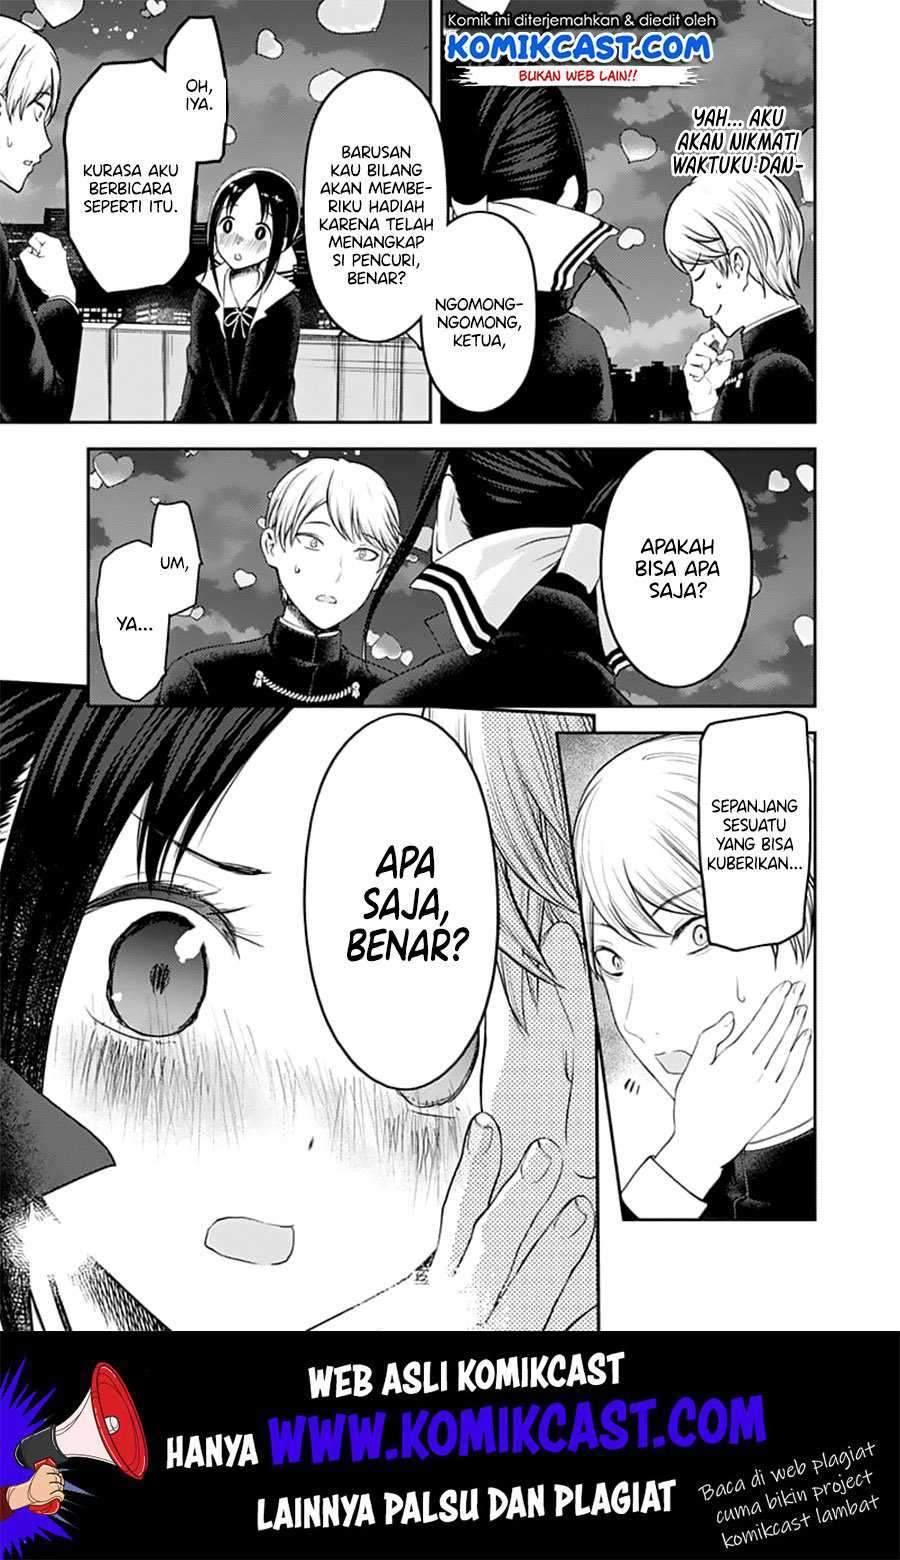 Komik ini diterjemahkan & diedit oleh
KOMIKCAST.COM
BUKAN WEB LAIN!!
YAH... AKU
AKAN NIKMATI
WAKTUKU DAN-
NGOMONG-
NGOMONG,
KETUA,
BARUSAN
KAU BILANG
AKAN MEMBE-
RIKU HADIAH
KARENA TELAH
MENANGKAP
SI PENCURI,
BENAR?
OH,
IYA.
KURASA AKU
BERBICARA
SEPERTI ITU.
APAKAH
BISA APA
SAJA?
UM,
YA...
SEPANJANG
SESUATU
YANG BISA
KUBERIKAN...
APA
SAJA,
BENAR?
WEB ASLI KOMIKCAST
HANYA WWW.KOMIKCAST.COM
LAINNYA PALSU DAN PLAGIAT
Baca di web plagiat
cuma bikin project
komikcast lambat